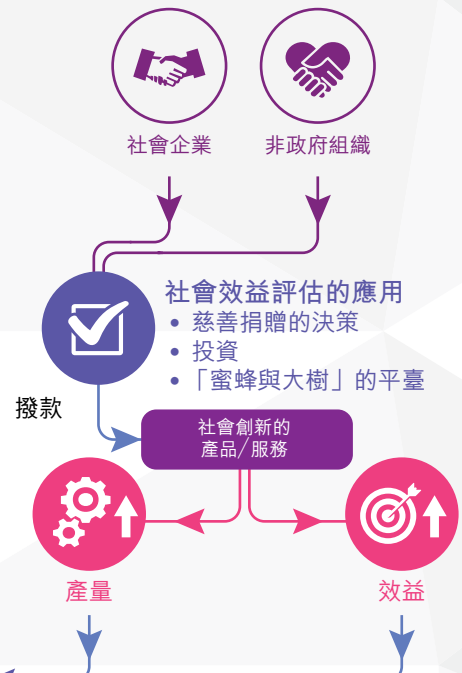 社會企業
非政府組織
社會效益評估的應用
• 慈善捐贈的決策
• 投資
• 「蜜蜂與大樹」的平臺
撥款
社會創新的
產品/服務
產量
效益